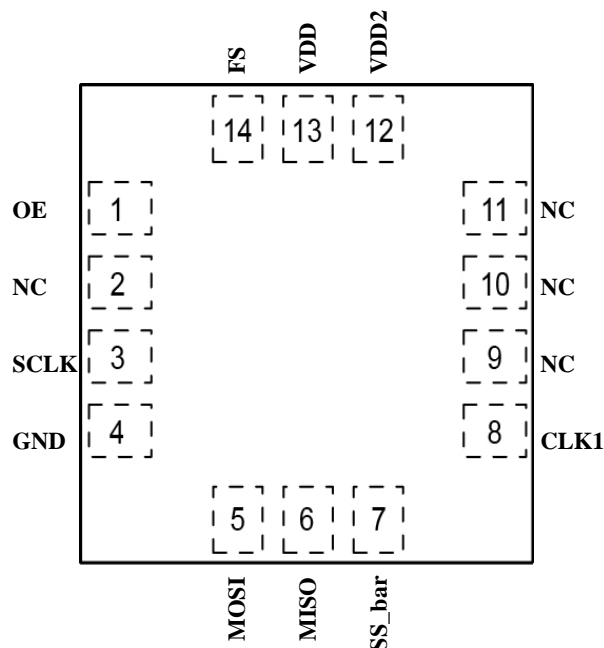 FS VDD VDD2
14 13 12
OE 1 11 NC
NC 2 10 NC
SCLK 3 9 NC
GND 4 8 CLK1
5 6 7
MOSI MISO SS_bar